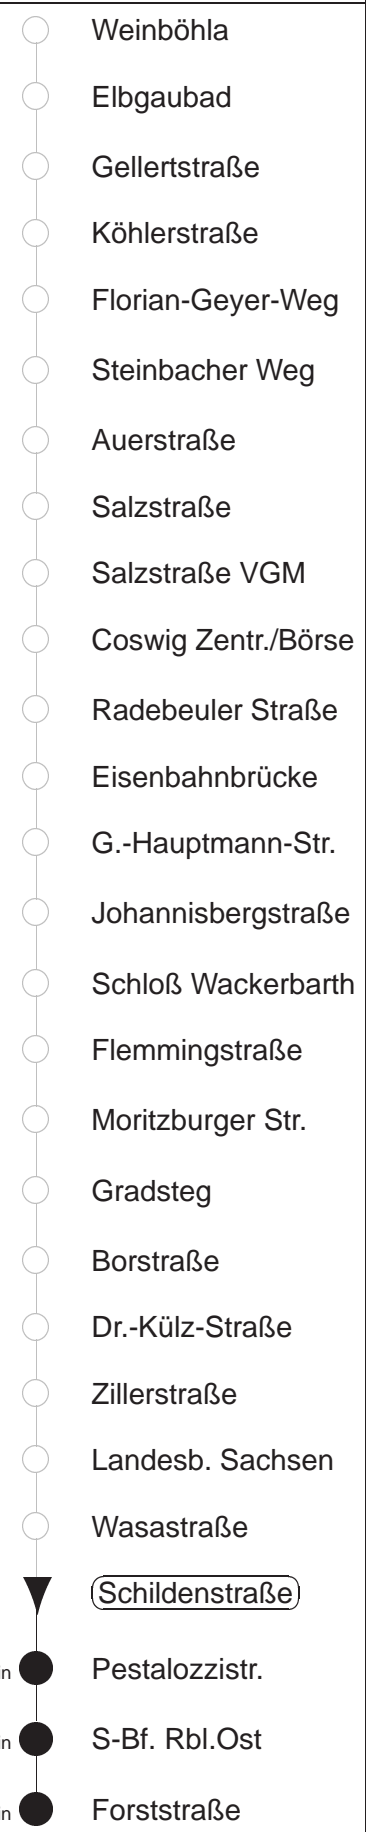 Weinböhla
Elbgaubad
Gellertstraße
Köhlerstraße
Florian-Geyer-Weg
Steinbacher Weg
Auerstraße
Salzstraße
Salzstraße VGM
Coswig Zentr./Börse
Radebeuler Straße
Eisenbahnbrücke
G.-Hauptmann-Str.
Johannisbergstraße
Schloß Wackerbarth
Flemmingstraße
Moritzburger Str.
Gradsteg
Borstraße
Dr.-Külz-Straße
Zillerstraße
Landesb. Sachsen
Wasastraße
Schildenstraße
Pestalozzistr.
S-Bf. Rbl.Ost
Forststraße